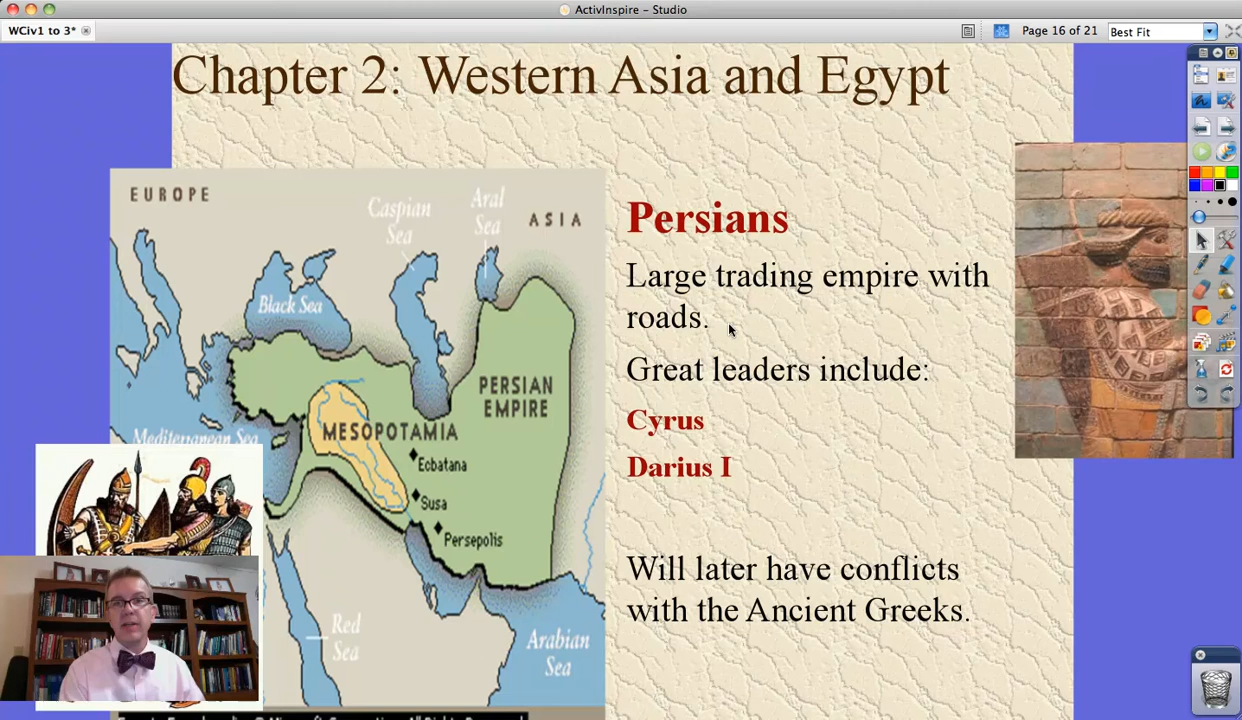 ActivInspire – Studio
WCiv1 to 3*
Page 16 of 21
Best Fit
Chapter 2: Western Asia and Egypt
EUROPE
Caspian
Sea
Aral
Sea
ASIA
Black Sea
PERSIAN
EMPIRE
MESOPOTAMIA
Mediterranean Sea
Ecbatana
Susa
Persepolis
Red
Sea
Arabian
Sea
Persians
Large trading empire with
roads.
Great leaders include:
Cyrus
Darius I
Will later have conflicts
with the Ancient Greeks.